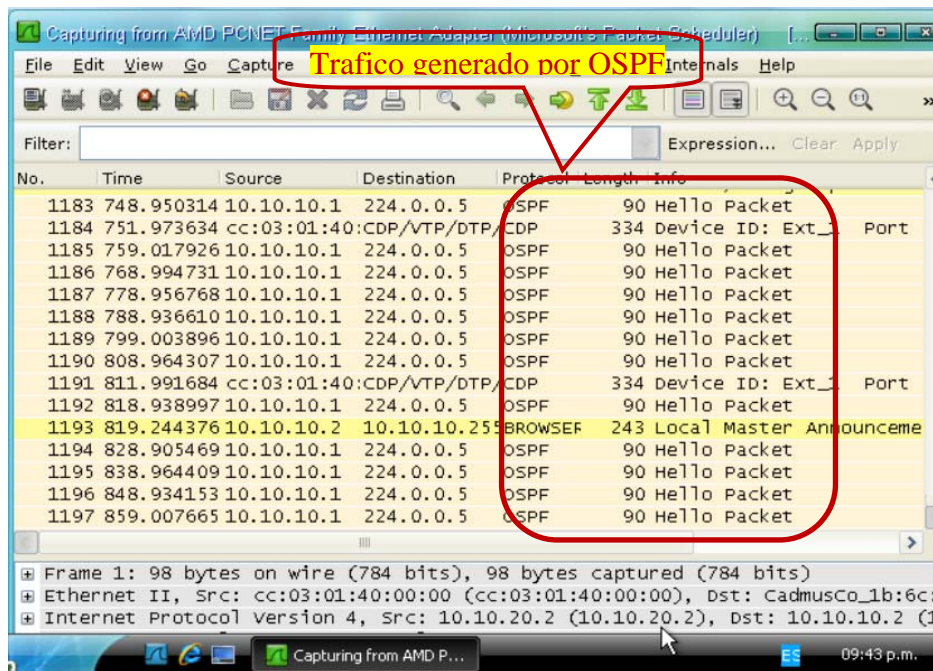 Capturing from AMD PCNET Family Ethernet Adapter (Microsoft's Packet Scheduler) [...
Trafico generado por OSPF
File Edit View Go Capture Internals Help
Filter: Expression... Clear Apply
No. Time Source Destination Protocol Length Info
1183 748.950314 10.10.10.1 224.0.0.5 OSPF 90 Hello Packet
1184 751.973634 cc:03:01:40: CDP/VTP/DTP/ CDP 334 Device ID: Ext_1 Port
1185 759.017926 10.10.10.1 224.0.0.5 OSPF 90 Hello Packet
1186 768.994731 10.10.10.1 224.0.0.5 OSPF 90 Hello Packet
1187 778.956768 10.10.10.1 224.0.0.5 OSPF 90 Hello Packet
1188 788.936610 10.10.10.1 224.0.0.5 OSPF 90 Hello Packet
1189 799.003896 10.10.10.1 224.0.0.5 OSPF 90 Hello Packet
1190 808.964307 10.10.10.1 224.0.0.5 OSPF 90 Hello Packet
1191 811.991684 cc:03:01:40: CDP/VTP/DTP/ CDP 334 Device ID: Ext_1 Port
1192 818.938997 10.10.10.1 224.0.0.5 OSPF 90 Hello Packet
1193 819.244376 10.10.10.2 10.10.10.255 BROWSER 243 Local Master Announceme
1194 828.905469 10.10.10.1 224.0.0.5 OSPF 90 Hello Packet
1195 838.964409 10.10.10.1 224.0.0.5 OSPF 90 Hello Packet
1196 848.934153 10.10.10.1 224.0.0.5 OSPF 90 Hello Packet
1197 859.007665 10.10.10.1 224.0.0.5 OSPF 90 Hello Packet
Frame 1: 98 bytes on wire (784 bits), 98 bytes captured (784 bits)
Ethernet II, Src: cc:03:01:40:00:00 (cc:03:01:40:00:00), Dst: CadmusCo_1b:6c:
Internet Protocol Version 4, Src: 10.10.20.2 (10.10.20.2), Dst: 10.10.10.2 (1
Capturing from AMD P... ES 09:43 p.m.